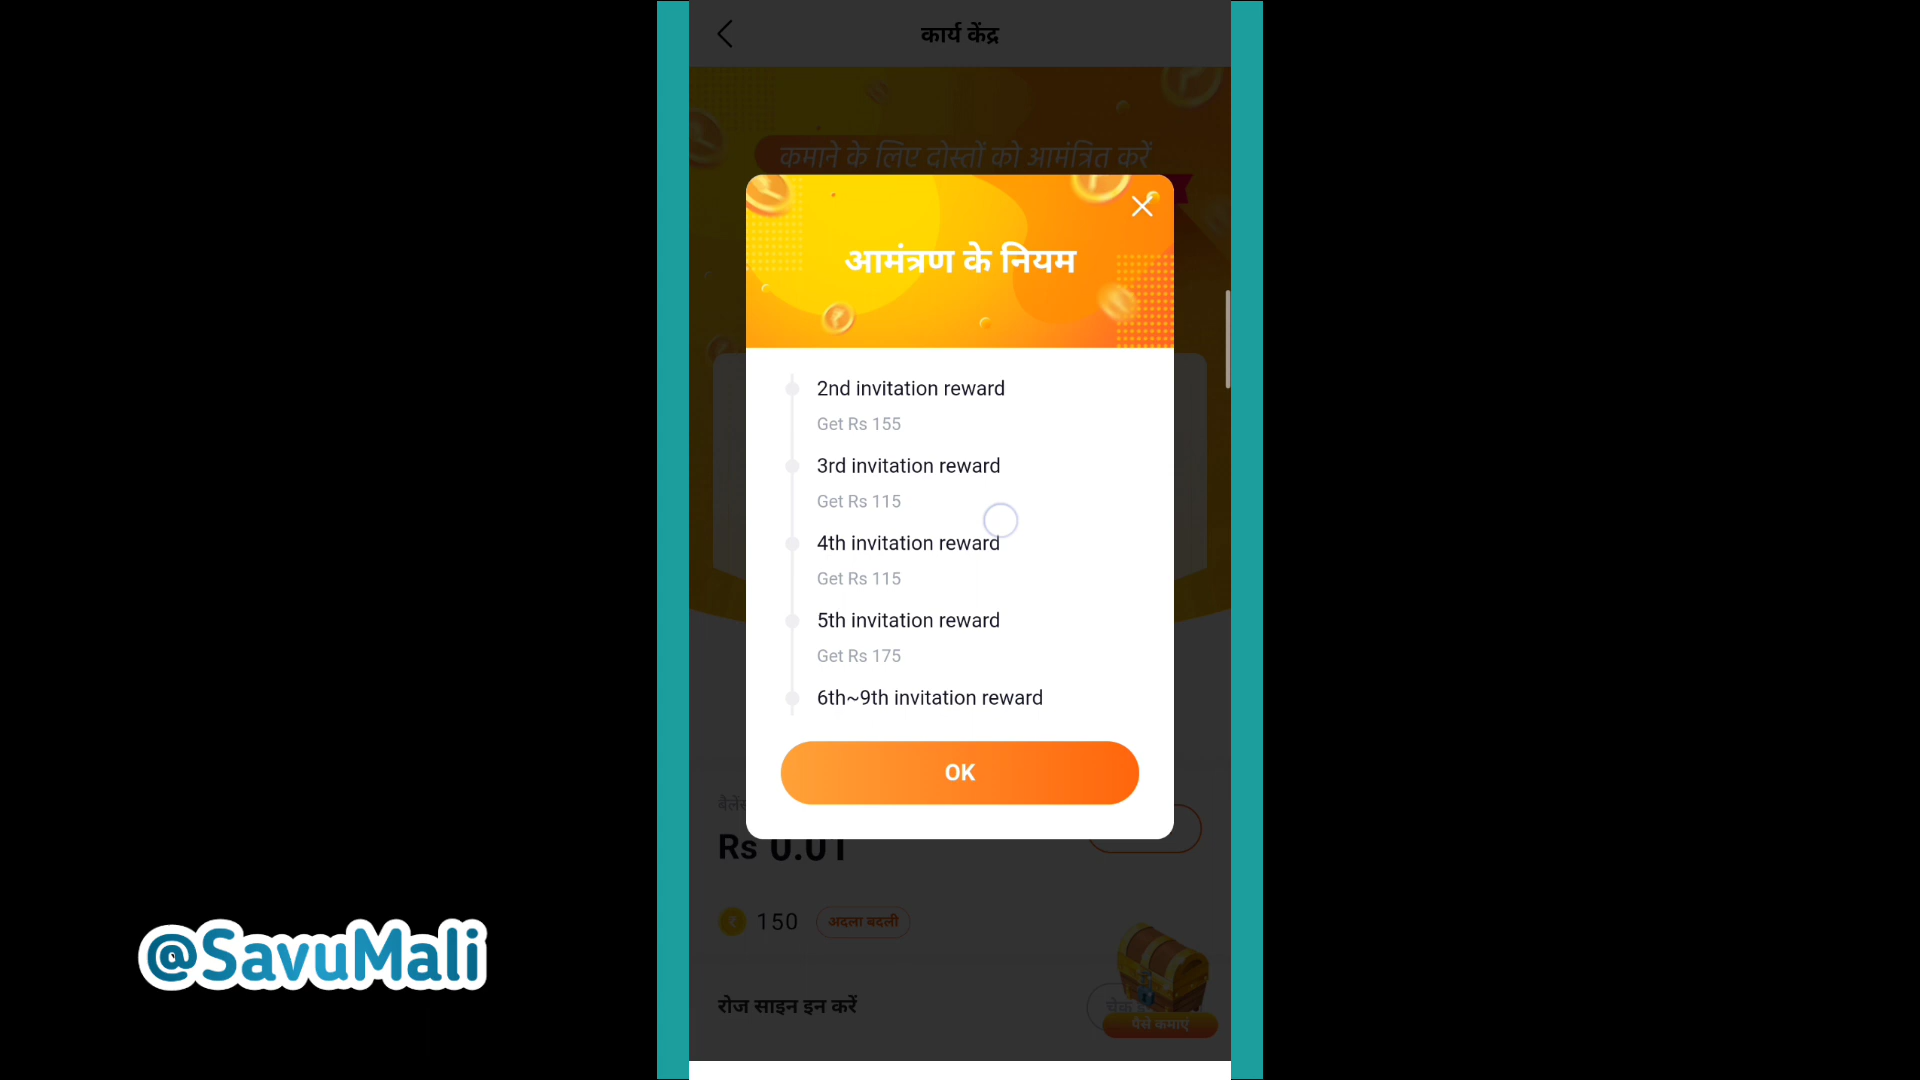 कार्य केंद्र
कमाने के लिए दोस्तों को आमंत्रित करें
आमंत्रण के नियम
2nd invitation reward
Get Rs 155
3rd invitation reward
Get Rs 115
4th invitation reward
Get Rs 115
5th invitation reward
Get Rs 175
6th~9th invitation reward
OK
Rs 0.01
150 अदला बदली
@SavuMali
रोज साइन इन करें
पैसे कमाएं